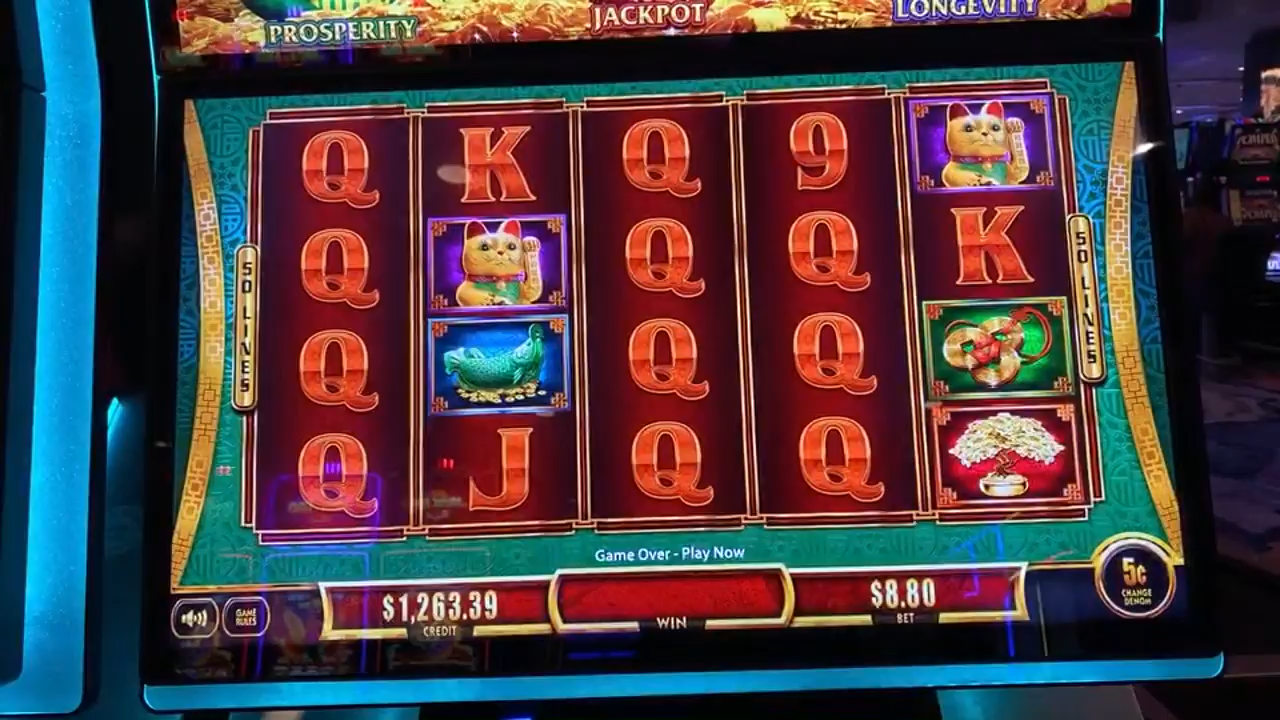 PROSPERITY
JACKPOT
LONGEVITY
Q K Q 9
Q Q Q K
Q Q Q
Q J Q Q
50 LINES
50 LINES
Game Over - Play Now
GAME RULES
$1,263.39
CREDIT
WIN
$8.80
BET
5¢
CHANGE
DENOM